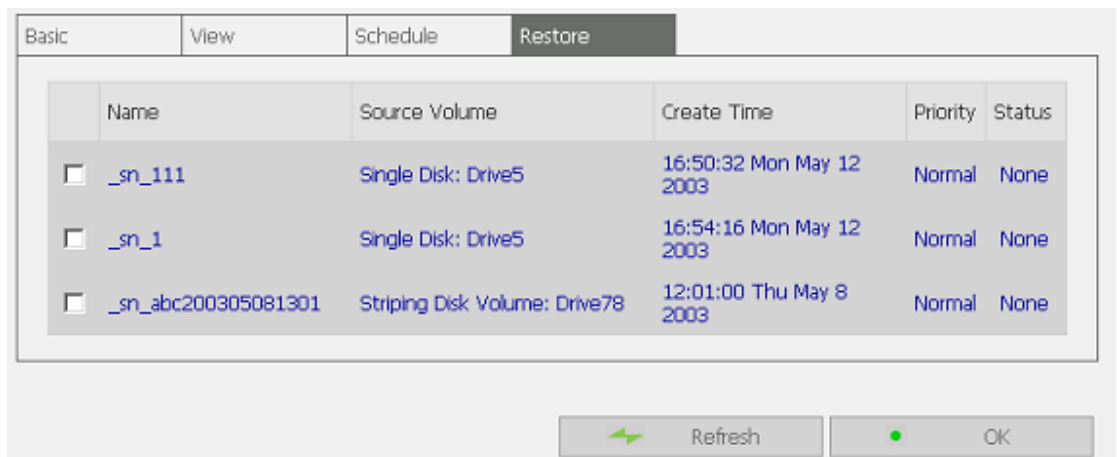 Basic View Schedule Restore
Name Source Volume Create Time Priority Status
_sn_111 Single Disk: Drive5 16:50:32 Mon May 12 2003 Normal None
_sn_1 Single Disk: Drive5 16:54:16 Mon May 12 2003 Normal None
_sn_abc200305081301 Striping Disk Volume: Drive78 12:01:00 Thu May 8 2003 Normal None
Refresh OK